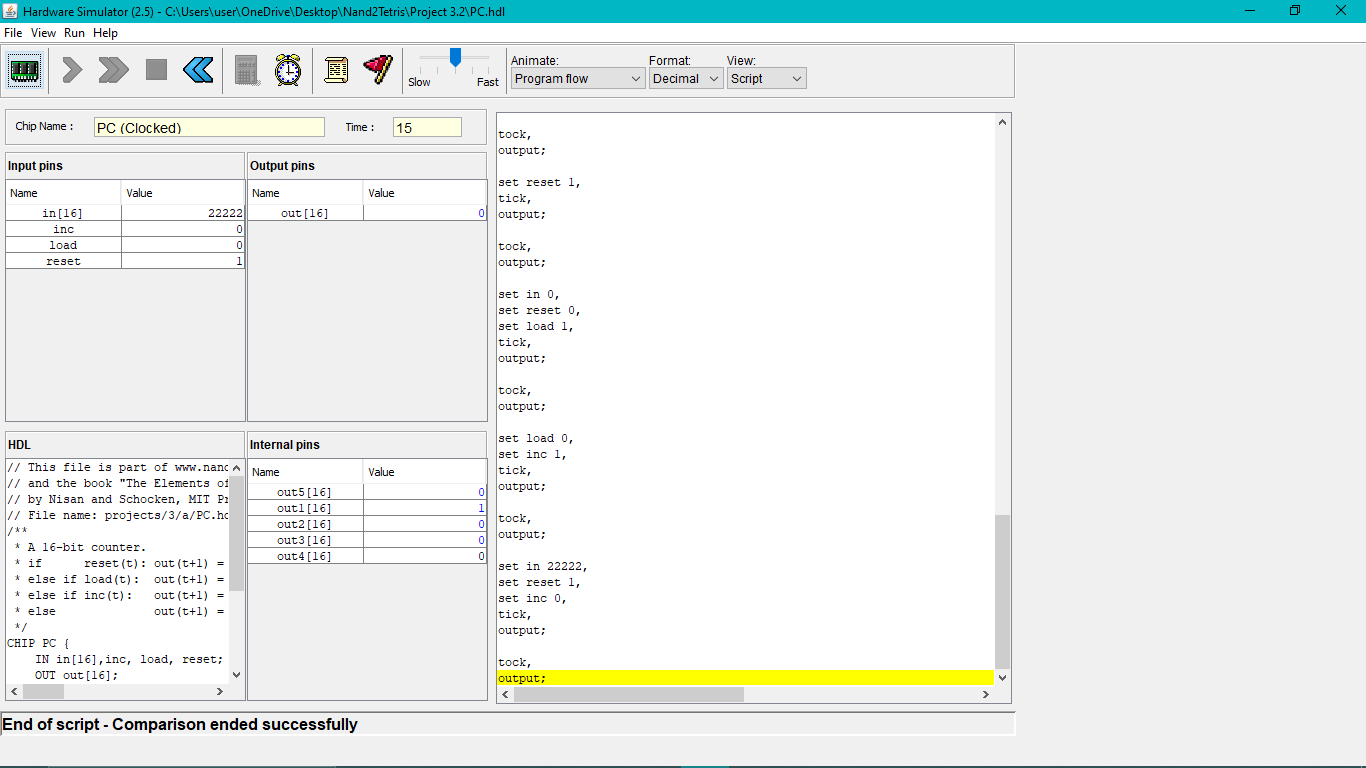 Hardware Simulator (2.5) - C:\Users\user\OneDrive\Desktop\Nand2Tetris\Project 3.2\PC.hdl
File View Run Help
Slow Fast
Animate: Format: View:
Program flow Decimal Script
Chip Name : PC (Clocked) Time : 15
Input pins
Name Value
in[16] 22222
inc 0
load 0
reset 1
Output pins
Name Value
out[16] 0
HDL
// This file is part of www.nand
// and the book "The Elements of
// by Nisan and Schocken, MIT Pr
// File name: projects/3/a/PC.hd
/**
* A 16-bit counter.
* if reset(t): out(t+1) =
* else if load(t): out(t+1) =
* else if inc(t): out(t+1) =
* else out(t+1) =
*/
CHIP PC {
IN in[16],inc, load, reset;
OUT out[16];
Internal pins
Name Value
out5[16] 0
out1[16] 1
out2[16] 0
out3[16] 0
out4[16] 0
tock,
output;
set reset 1,
tick,
output;
tock,
output;
set in 0,
set reset 0,
set load 1,
tick,
output;
tock,
output;
set load 0,
set inc 1,
tick,
output;
tock,
output;
set in 22222,
set reset 1,
set inc 0,
tick,
output;
tock,
output;
End of script - Comparison ended successfully